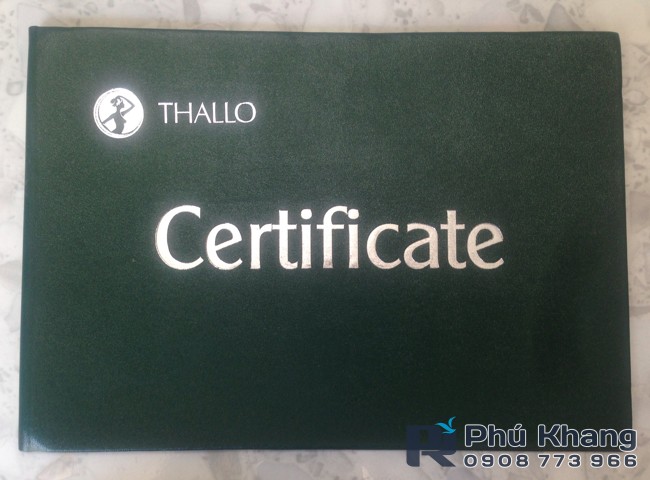 THALLO
Certificate
Phú Khang
0908 773 966